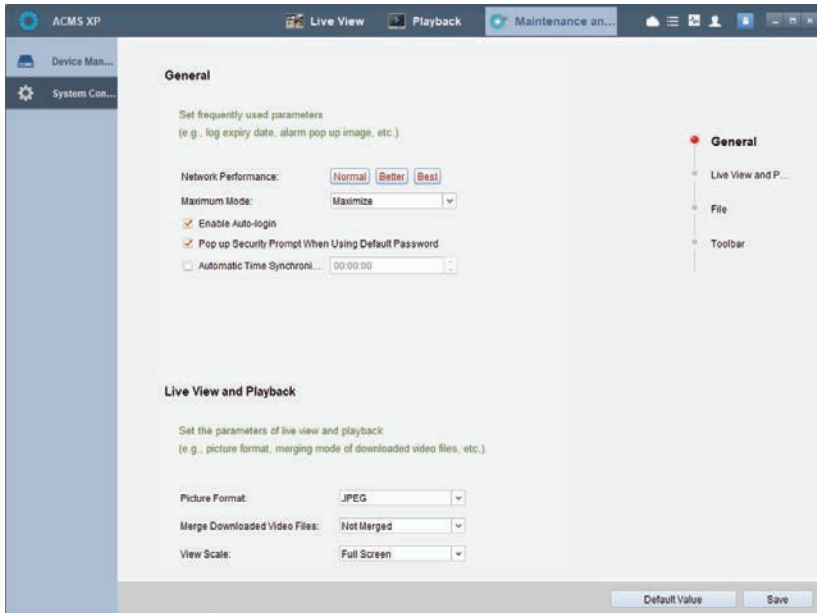 ACMS XP
Live View
Playback
Maintenance an...
Device Man...
System Con...
General
Set frequently used parameters
(e.g., log expiry date, alarm pop up image, etc.).
Network Performance: Normal Better Best
Maximum Mode: Maximize
Enable Auto-login
Pop up Security Prompt When Using Default Password
Automatic Time Synchroni... 00:00:00
Live View and Playback
Set the parameters of live view and playback
(e.g., picture format, merging mode of downloaded video files, etc.).
Picture Format: JPEG
Merge Downloaded Video Files: Not Merged
View Scale: Full Screen
General
Live View and P...
File
Toolbar
Default Value
Save